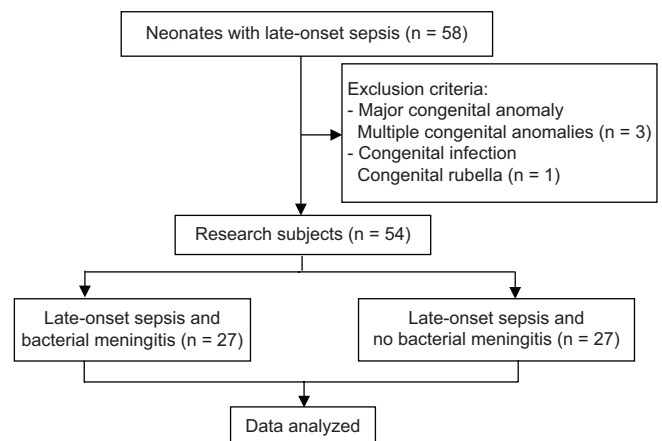 Neonates with late-onset sepsis (n = 58)
Exclusion criteria:
- Major congenital anomaly
Multiple congenital anomalies (n = 3)
- Congenital infection
Congenital rubella (n = 1)
Research subjects (n = 54)
Late-onset sepsis and
bacterial meningitis (n = 27)
Late-onset sepsis and
no bacterial meningitis (n = 27)
Data analyzed